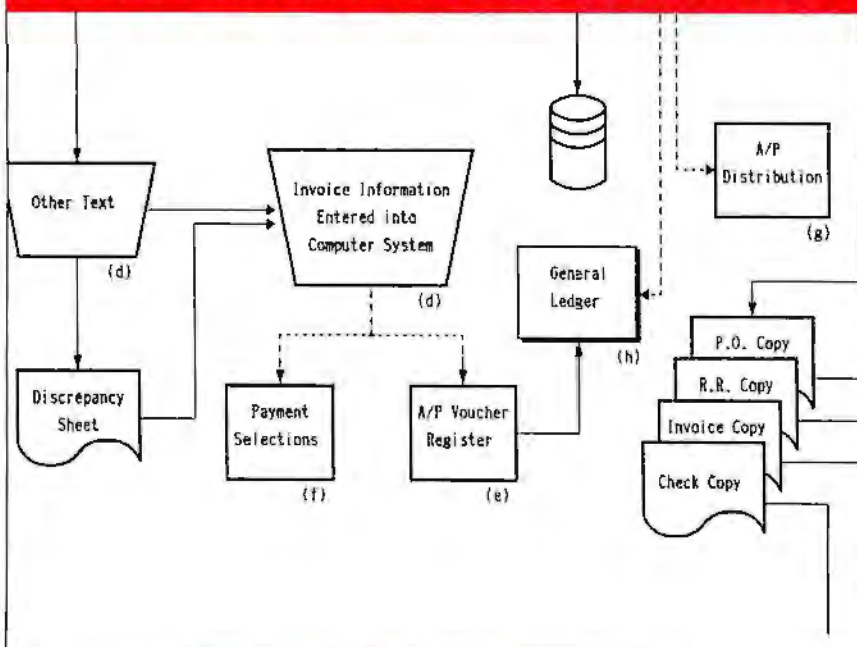 Other Text
(d)
Invoice Information
Entered into
Computer System
(d)
A/P
Distribution
(g)
General
Ledger
(h)
Discrepancy
Sheet
Payment
Selections
(f)
A/P Voucher
Register
(e)
P.O. Copy
R.R. Copy
Invoice Copy
Check Copy